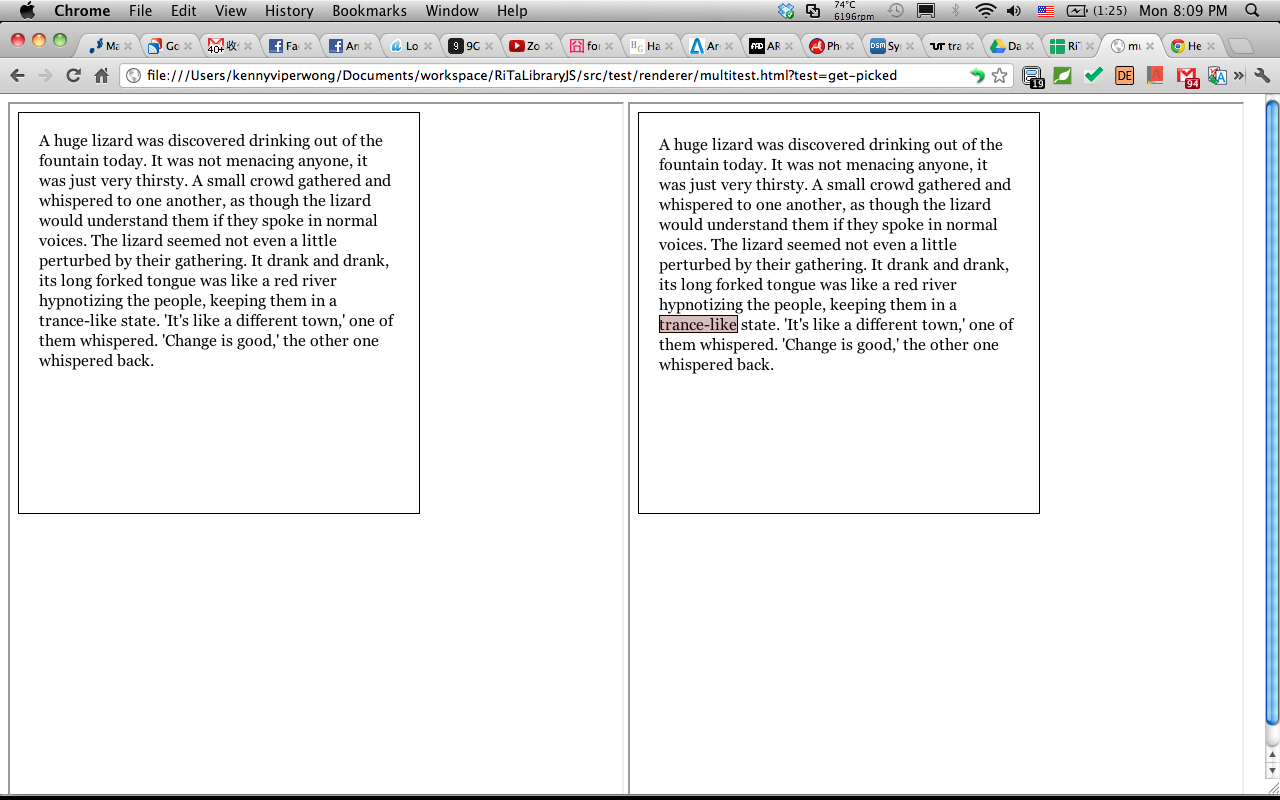 Chrome File Edit View History Bookmarks Window Help 74°C 6196rpm (1:25) Mon 8:09 PM
Ma Go 40+ 收 Fa An Lo 9 9G Zo for HG Ha Ar AR Ph DSM Sy tra Da RiT mu He
file:///Users/kennyviperwong/Documents/workspace/RiTaLibraryJS/src/test/renderer/multitest.html?test=get-picked 19 DE 94 »
A huge lizard was discovered drinking out of the
fountain today. It was not menacing anyone, it
was just very thirsty. A small crowd gathered and
whispered to one another, as though the lizard
would understand them if they spoke in normal
voices. The lizard seemed not even a little
perturbed by their gathering. It drank and drank,
its long forked tongue was like a red river
hypnotizing the people, keeping them in a
trance-like state. 'It's like a different town,' one of
them whispered. 'Change is good,' the other one
whispered back.
A huge lizard was discovered drinking out of the
fountain today. It was not menacing anyone, it
was just very thirsty. A small crowd gathered and
whispered to one another, as though the lizard
would understand them if they spoke in normal
voices. The lizard seemed not even a little
perturbed by their gathering. It drank and drank,
its long forked tongue was like a red river
hypnotizing the people, keeping them in a
trance-like state. 'It's like a different town,' one of
them whispered. 'Change is good,' the other one
whispered back.